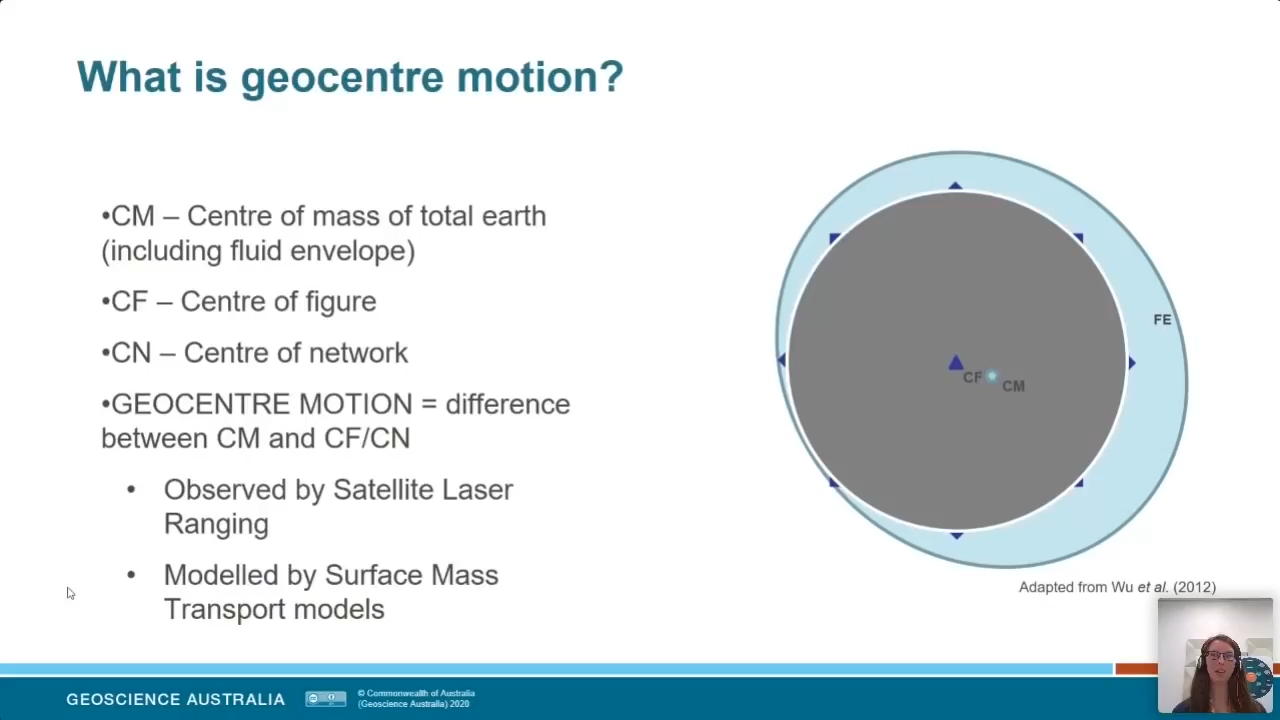 What is geocentre motion?
•CM – Centre of mass of total earth
(including fluid envelope)
•CF – Centre of figure
•CN – Centre of network
•GEOCENTRE MOTION = difference
between CM and CF/CN
• Observed by Satellite Laser
Ranging
• Modelled by Surface Mass
Transport models
FE
CF
CM
Adapted from Wu et al. (2012)
GEOSCIENCE AUSTRALIA
© Commonwealth of Australia
(Geoscience Australia) 2020